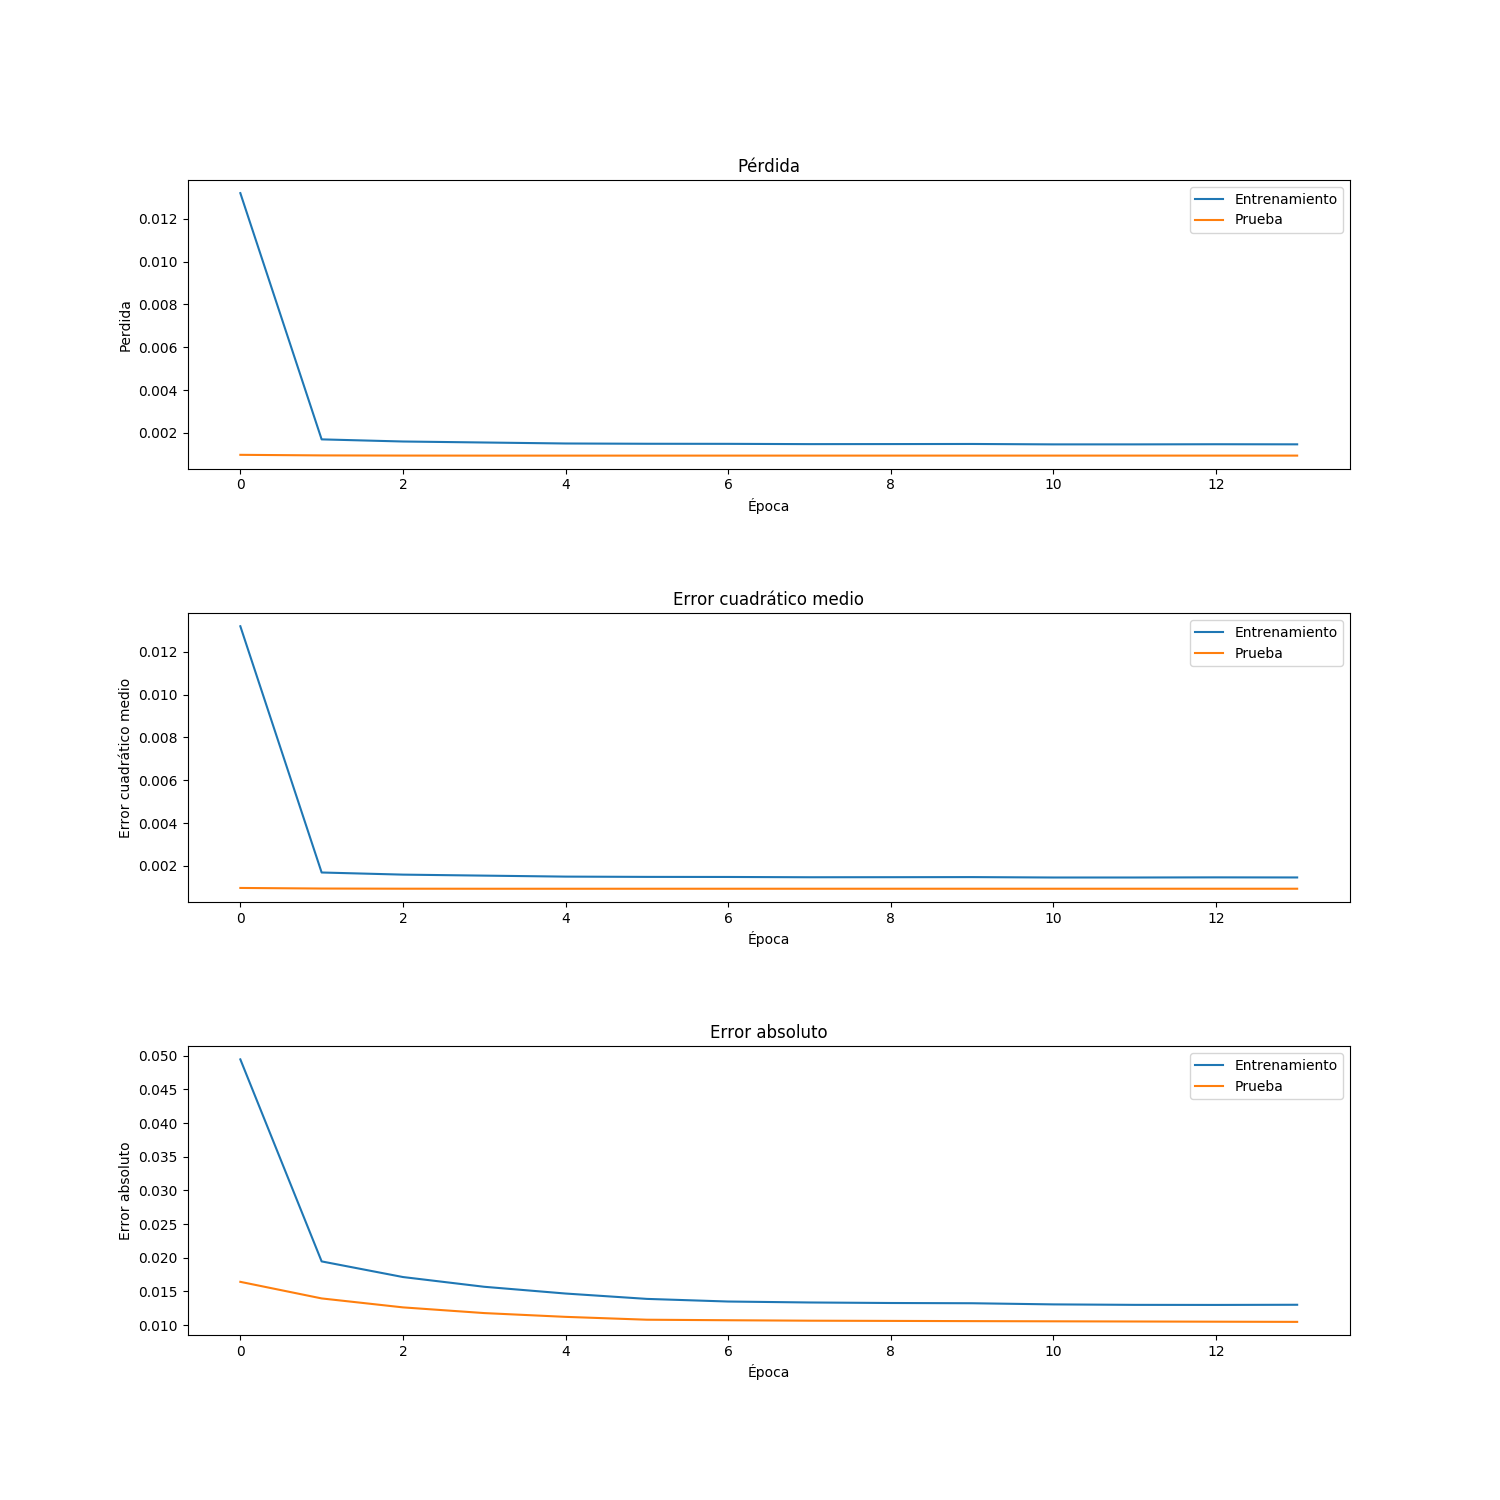 Pérdida
0.012
0.010
0.008
0.006
0.004
0.002
Perdida
Entrenamiento
Prueba
0 2 4 6 8 10 12
Época
Error cuadrático medio
0.012
0.010
0.008
0.006
0.004
0.002
Error cuadrático medio
Entrenamiento
Prueba
0 2 4 6 8 10 12
Época
Error absoluto
0.050
0.045
0.040
0.035
0.030
0.025
0.020
0.015
0.010
Error absoluto
Entrenamiento
Prueba
0 2 4 6 8 10 12
Época